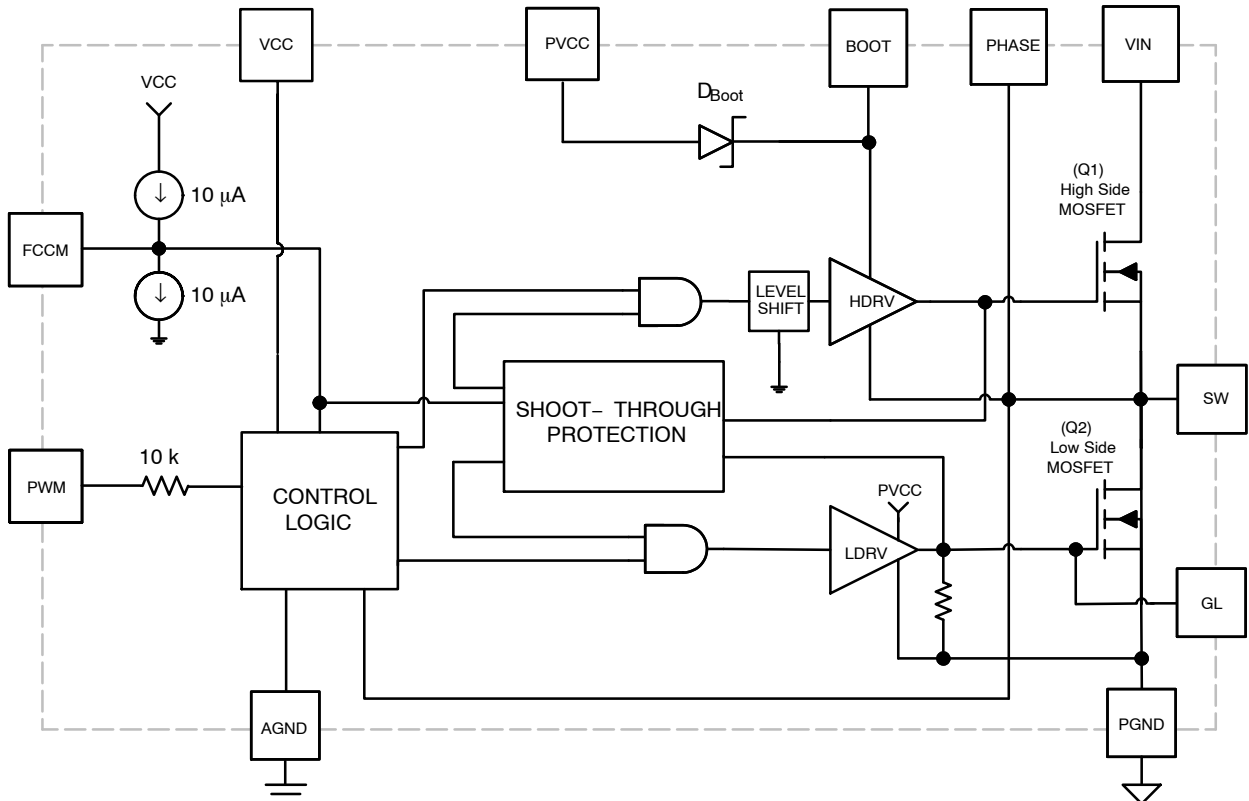 VCC
PVCC
BOOT
PHASE
VIN
VCC
DBoot
10 μA
(Q1)
High Side
MOSFET
FCCM
10 μA
LEVEL
SHIFT
HDRV
SHOOT– THROUGH
PROTECTION
SW
(Q2)
Low Side
MOSFET
10 k
PWM
CONTROL
LOGIC
PVCC
LDRV
GL
AGND
PGND